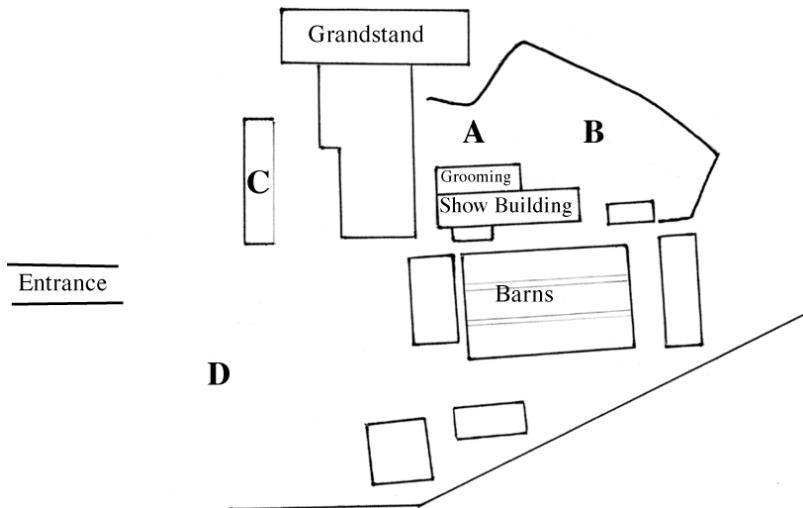 Grandstand
A
B
Grooming
C
Show Building
Entrance
Barns
D